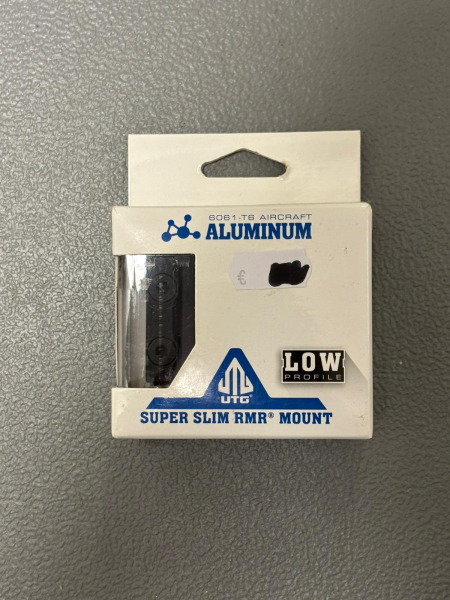 6061-T6 AIRCRAFT
ALUMINUM
LOW
PROFILE
UTG
SUPER SLIM RMR® MOUNT